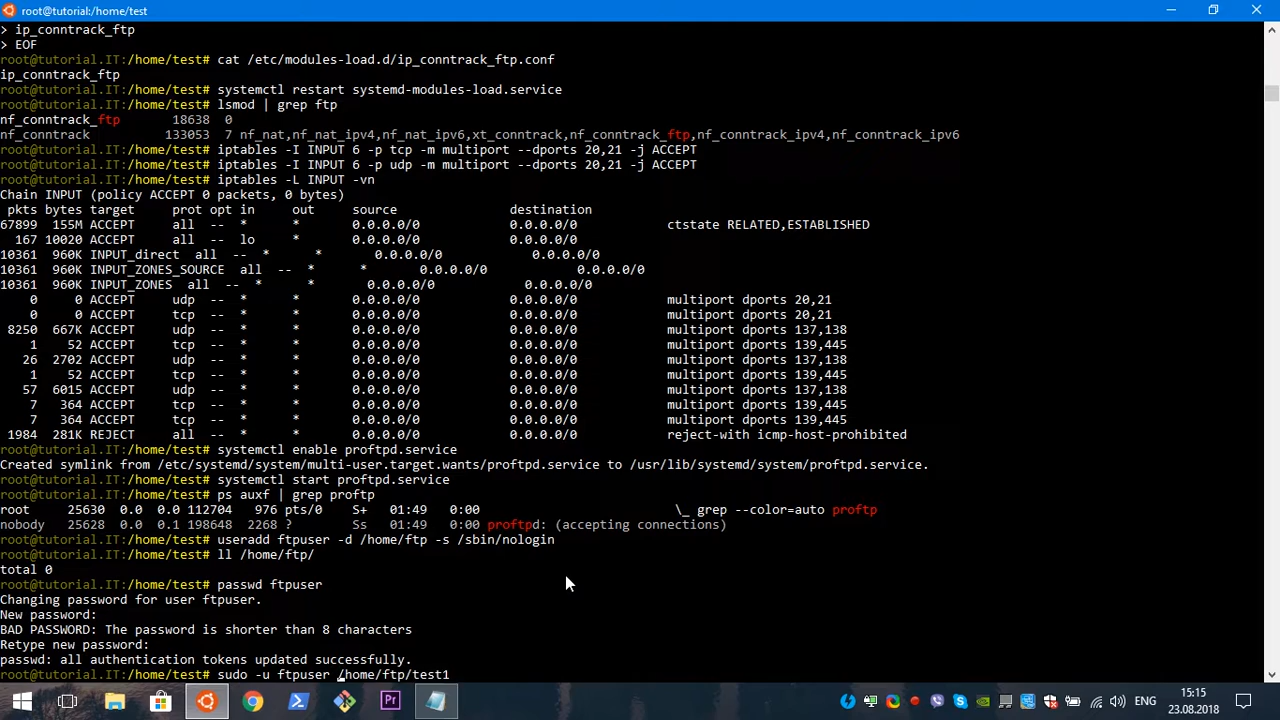 root@tutorial: /home/test
> ip_conntrack_ftp
> EOF
root@tutorial.IT:/home/test# cat /etc/modules-load.d/ip_conntrack_ftp.conf
ip_conntrack_ftp
root@tutorial.IT:/home/test# systemctl restart systemd-modules-load.service
root@tutorial.IT:/home/test# lsmod | grep ftp
nf_conntrack_ftp 18638 0
nf_conntrack 133053 7 nf_nat,nf_nat_ipv4,nf_nat_ipv6,xt_conntrack,nf_conntrack_ftp,nf_conntrack_ipv4,nf_conntrack_ipv6
root@tutorial.IT:/home/test# iptables -I INPUT 6 -p tcp -m multiport --dports 20,21 -j ACCEPT
root@tutorial.IT:/home/test# iptables -I INPUT 6 -p udp -m multiport --dports 20,21 -j ACCEPT
root@tutorial.IT:/home/test# iptables -L INPUT -vn
Chain INPUT (policy ACCEPT 0 packets, 0 bytes)
pkts bytes target prot opt in out source destination
67899 155M ACCEPT all -- * * 0.0.0.0/0 0.0.0.0/0 ctstate RELATED,ESTABLISHED
167 10020 ACCEPT all -- lo * 0.0.0.0/0 0.0.0.0/0
10361 960K INPUT_direct all -- * * 0.0.0.0/0 0.0.0.0/0
10361 960K INPUT_ZONES_SOURCE all -- * * 0.0.0.0/0 0.0.0.0/0
10361 960K INPUT_ZONES all -- * * 0.0.0.0/0 0.0.0.0/0
0 0 ACCEPT udp -- * * 0.0.0.0/0 0.0.0.0/0 multiport dports 20,21
0 0 ACCEPT tcp -- * * 0.0.0.0/0 0.0.0.0/0 multiport dports 20,21
8250 667K ACCEPT udp -- * * 0.0.0.0/0 0.0.0.0/0 multiport dports 137,138
1 52 ACCEPT tcp -- * * 0.0.0.0/0 0.0.0.0/0 multiport dports 139,445
26 2702 ACCEPT udp -- * * 0.0.0.0/0 0.0.0.0/0 multiport dports 137,138
1 52 ACCEPT tcp -- * * 0.0.0.0/0 0.0.0.0/0 multiport dports 139,445
57 6015 ACCEPT udp -- * * 0.0.0.0/0 0.0.0.0/0 multiport dports 137,138
7 364 ACCEPT tcp -- * * 0.0.0.0/0 0.0.0.0/0 multiport dports 139,445
7 364 ACCEPT tcp -- * * 0.0.0.0/0 0.0.0.0/0 multiport dports 139,445
1984 281K REJECT all -- * * 0.0.0.0/0 0.0.0.0/0 reject-with icmp-host-prohibited
root@tutorial.IT:/home/test# systemctl enable proftpd.service
Created symlink from /etc/systemd/system/multi-user.target.wants/proftpd.service to /usr/lib/systemd/system/proftpd.service.
root@tutorial.IT:/home/test# systemctl start proftpd.service
root@tutorial.IT:/home/test# ps auxf | grep proftp
root 25630 0.0 0.0 112704 976 pts/0 S+ 01:49 0:00 \_ grep --color=auto proftp
nobody 25628 0.0 0.1 198648 2268 ? Ss 01:49 0:00 proftpd: (accepting connections)
root@tutorial.IT:/home/test# useradd ftpuser -d /home/ftp -s /sbin/nologin
root@tutorial.IT:/home/test# ll /home/ftp/
total 0
root@tutorial.IT:/home/test# passwd ftpuser
Changing password for user ftpuser.
New password:
BAD PASSWORD: The password is shorter than 8 characters
Retype new password:
passwd: all authentication tokens updated successfully.
root@tutorial.IT:/home/test# sudo -u ftpuser /home/ftp/test1
Pr
ENG
15:15
23.08.2018